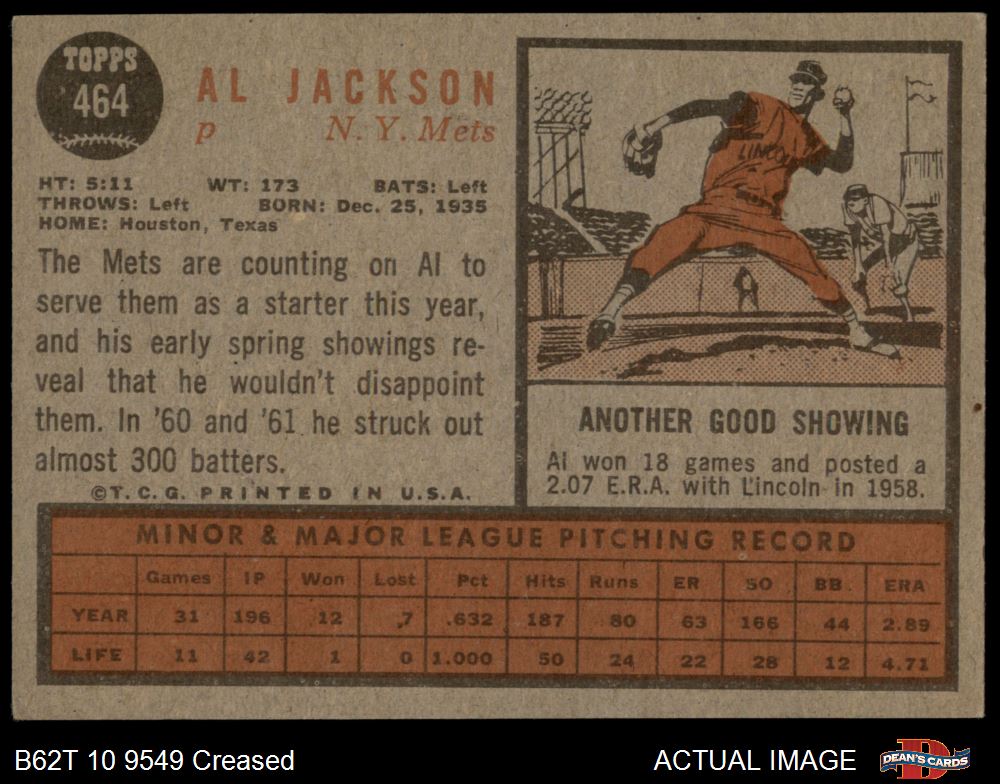 TOPPS
464
AL JACKSON
p N. Y. Mets
HT: 5:11 WT: 173 BATS: Left
THROWS: Left BORN: Dec. 25, 1935
HOME: Houston, Texas
The Mets are counting on Al to
serve them as a starter this year,
and his early spring showings re-
veal that he wouldn't disappoint
them. In '60 and '61 he struck out
almost 300 batters.
©T. C. G. PRINTED IN U.S.A.
LINCOLN
ANOTHER GOOD SHOWING
Al won 18 games and posted a
2.07 E.R.A. with Lincoln in 1958.
MINOR & MAJOR LEAGUE PITCHING RECORD
Games IP Won Lost Pct Hits Runs ER SO BB ERA
YEAR 31 196 12 7 .632 187 80 63 166 44 2.89
LIFE 11 42 1 0 1.000 50 24 22 28 12 4.71
B62T 10 9549 Creased
ACTUAL IMAGE
DEAN'S CARDS